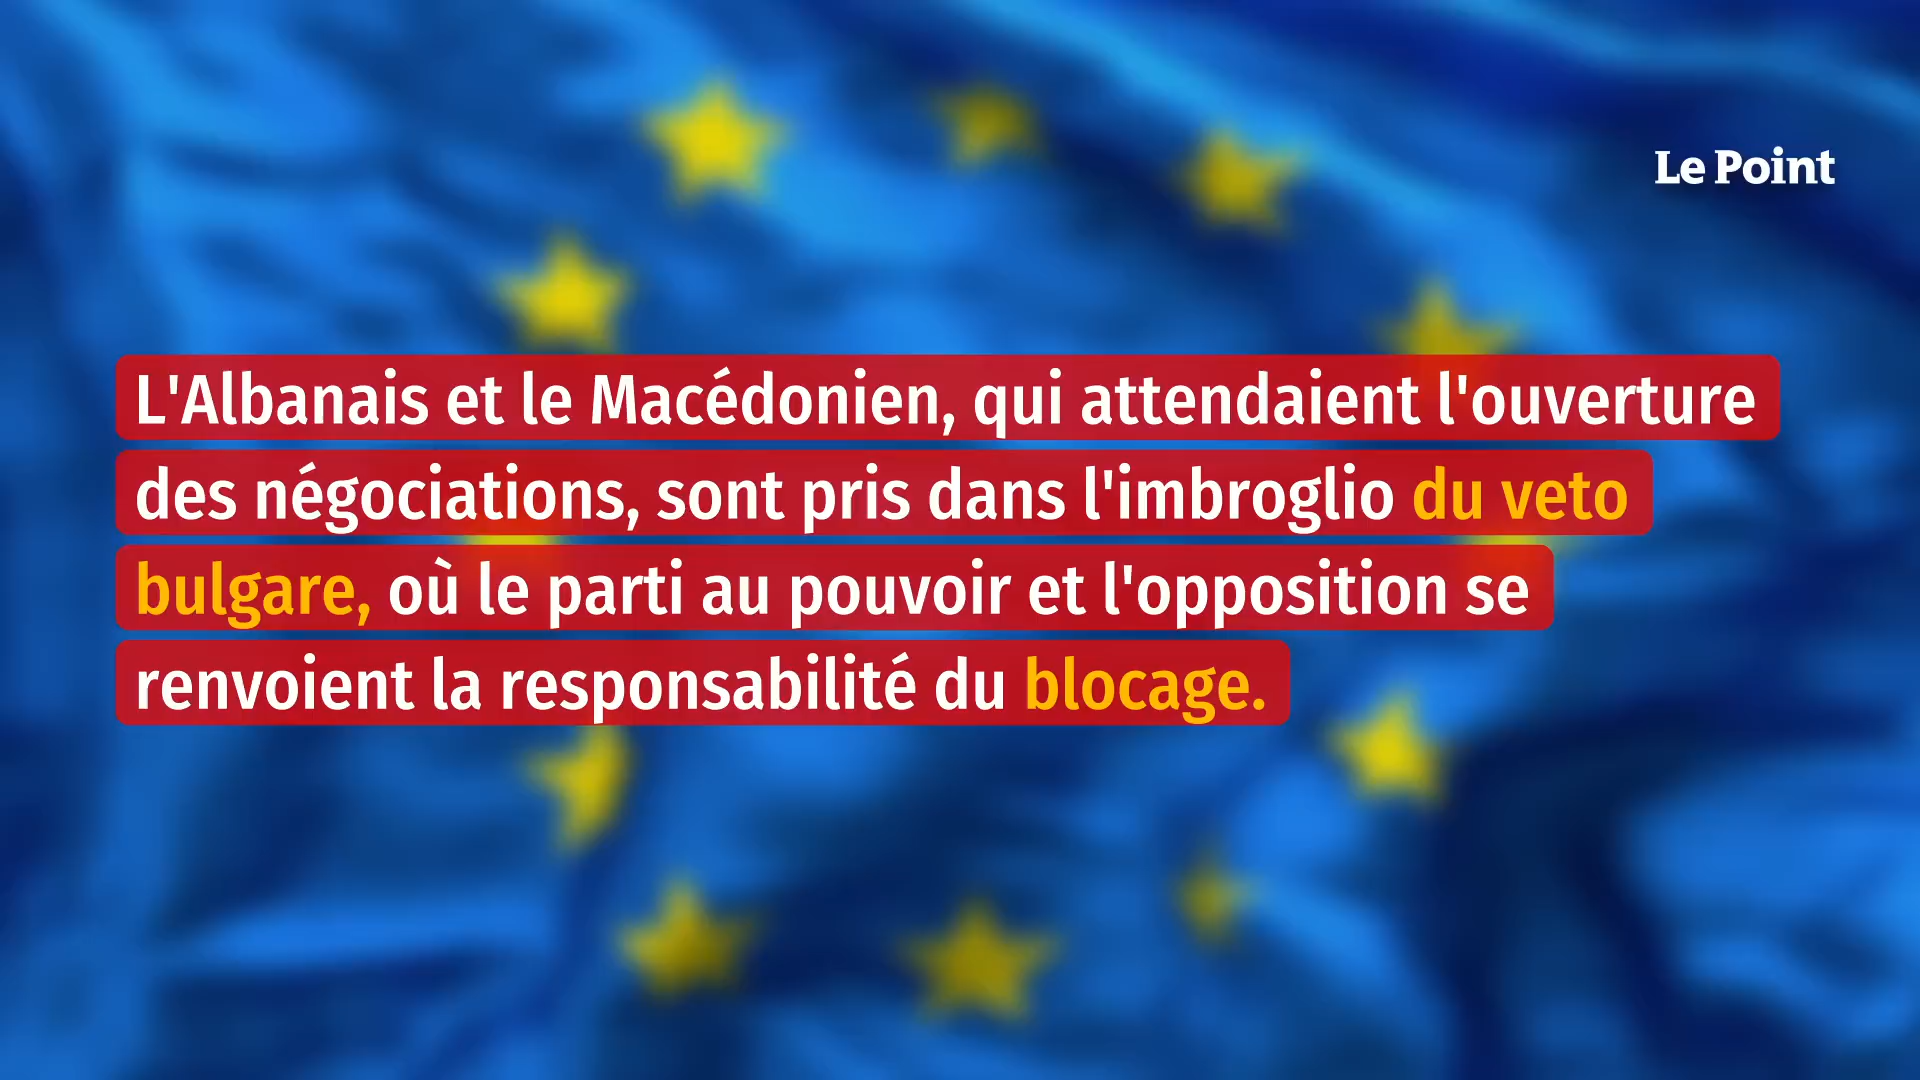 Le Point
L'Albanais et le Macédonien, qui attendaient l'ouverture
des négociations, sont pris dans l'imbroglio du veto
bulgare, où le parti au pouvoir et l'opposition se
renvoient la responsabilité du blocage.